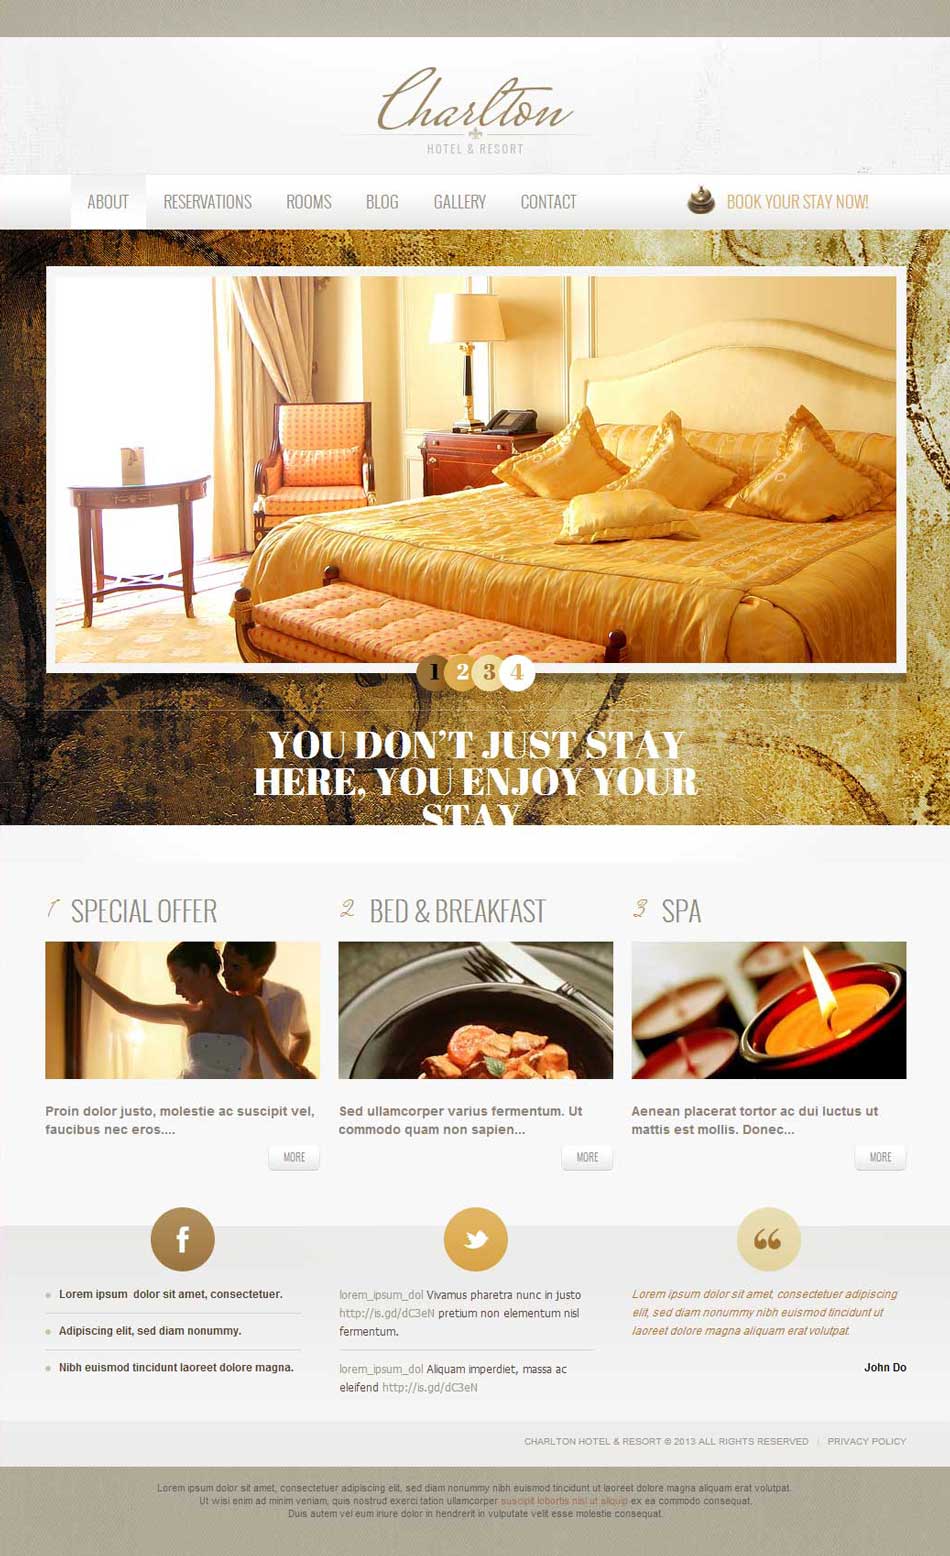 Charlton
HOTEL & RESORT
ABOUT RESERVATIONS ROOMS BLOG GALLERY CONTACT BOOK YOUR STAY NOW!
1 2 3 4
YOU DON'T JUST STAY
HERE, YOU ENJOY YOUR
STAY
1 SPECIAL OFFER
2 BED & BREAKFAST
3 SPA
Proin dolor justo, molestie ac suscipit vel,
faucibus nec eros....
MORE
Sed ullamcorper varius fermentum. Ut
commodo quam non sapien...
MORE
Aenean placerat tortor ac dui luctus ut
mattis est mollis. Donec...
MORE
Lorem ipsum dolor sit amet, consectetuer.
Adipiscing elit, sed diam nonummy.
Nibh euismod tincidunt laoreet dolore magna.
lorem_ipsum_dol Vivamus pharetra nunc in justo
http://is.gd/dC3eN pretium non elementum nisl
fermentum.
lorem_ipsum_dol Aliquam imperdiet, massa ac
eleifend http://is.gd/dC3eN
Lorem ipsum dolor sit amet, consectetuer adipiscing
elit, sed diam nonummy nibh euismod tincidunt ut
laoreet dolore magna aliquam erat volutpat.
John Do
CHARLTON HOTEL & RESORT © 2013 ALL RIGHTS RESERVED | PRIVACY POLICY
Lorem ipsum dolor sit amet, consectetuer adipiscing elit, sed diam nonummy nibh euismod tincidunt ut laoreet dolore magna aliquam erat volutpat.
Ut wisi enim ad minim veniam, quis nostrud exerci tation ullamcorper suscipit lobortis nisl ut aliquip ex ea commodo consequat.
Duis autem vel eum iriure dolor in hendrerit in vulputate velit esse molestie consequat.